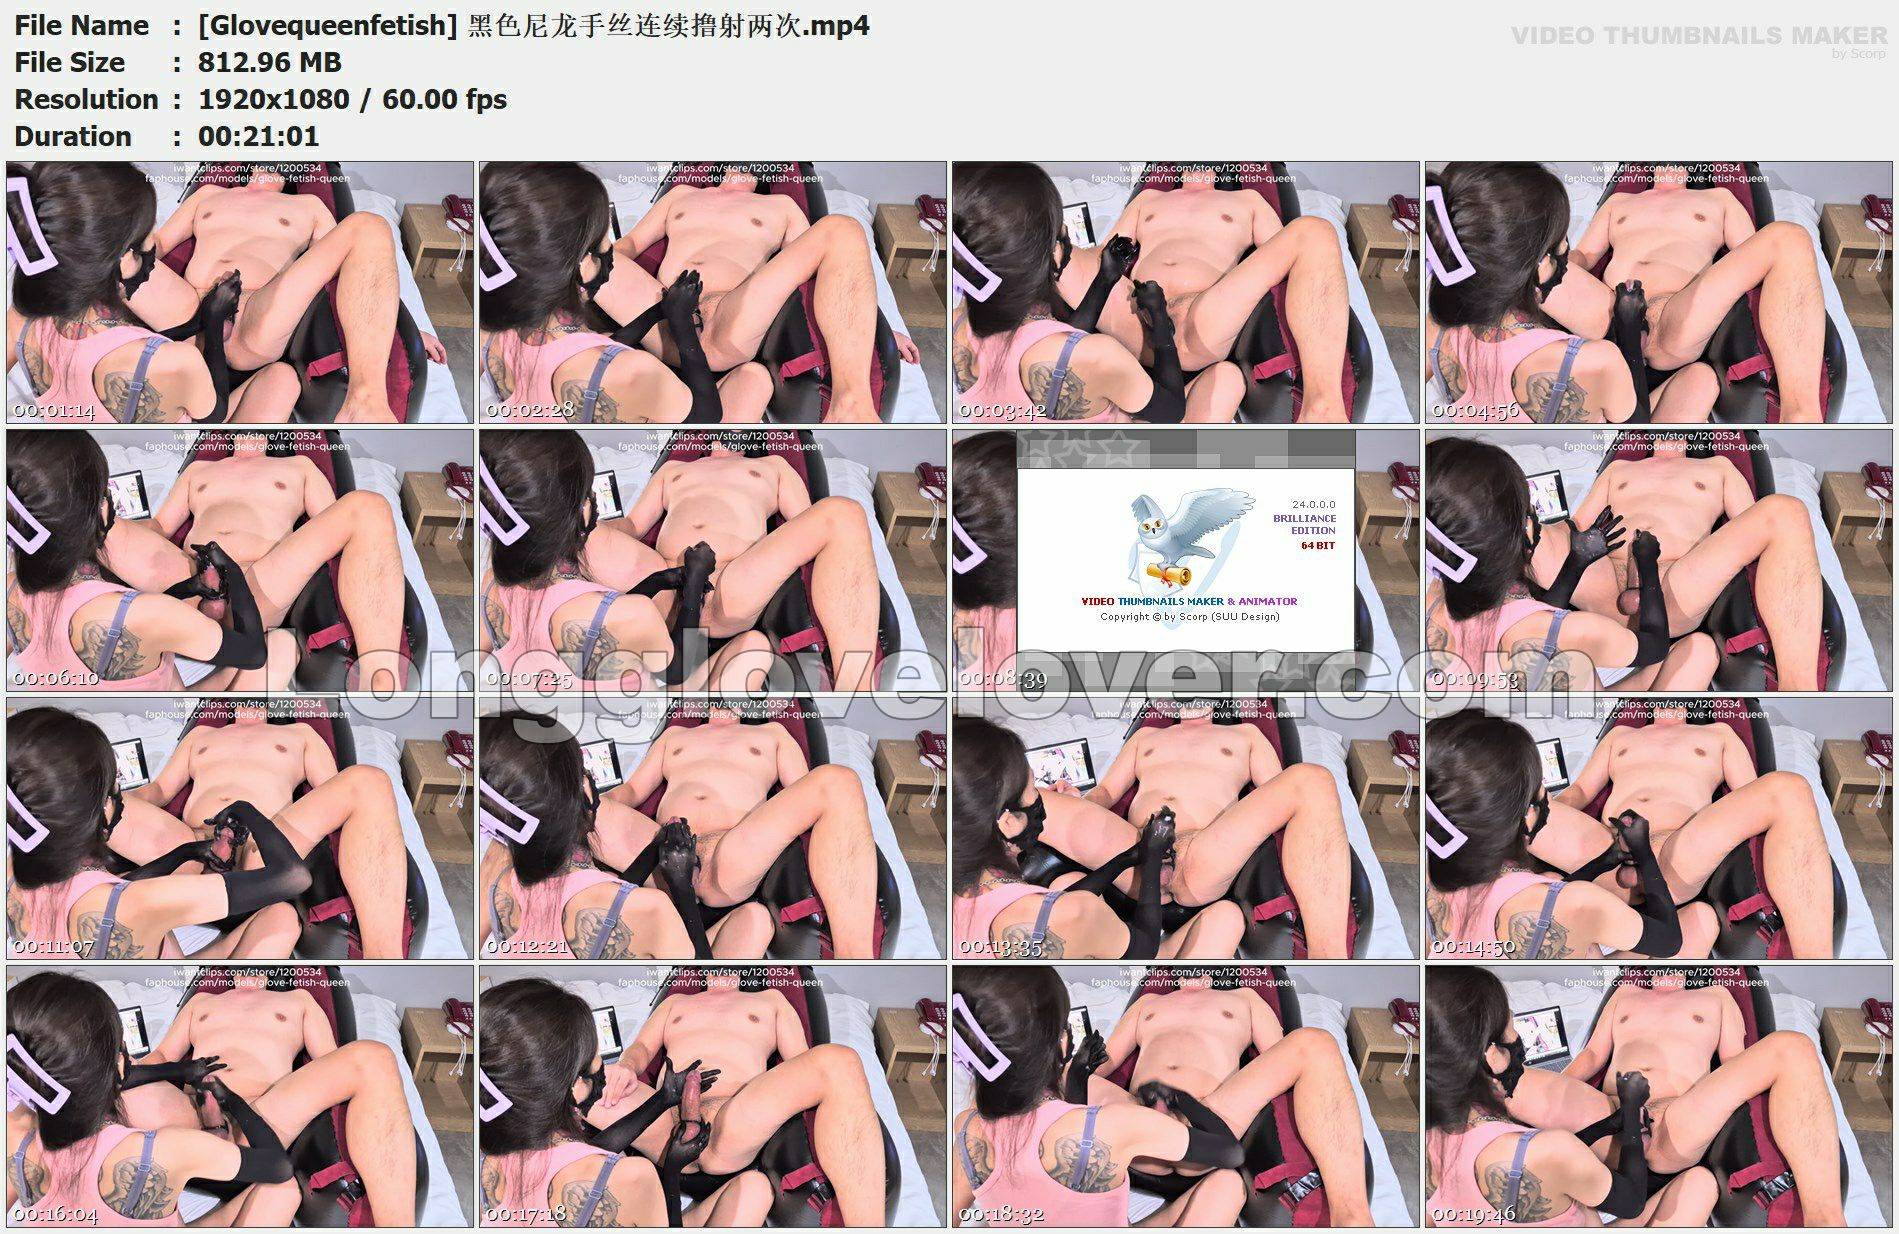 File Name : [Glovequeenfetish] 黑色尼龙手丝连续撸射两次.mp4
VIDEO THUMBNAILS MAKER
by Scorp
File Size : 812.96 MB
Resolution : 1920x1080 / 60.00 fps
Duration : 00:21:01
iwantclips.com/store/1200534
faphouse.com/models/glove-fetish-queen
00:01:14
iwantclips.com/store/1200534
faphouse.com/models/glove-fetish-queen
00:02:28
iwantclips.com/store/1200534
faphouse.com/models/glove-fetish-queen
00:03:42
iwantclips.com/store/1200534
faphouse.com/models/glove-fetish-queen
00:04:56
iwantclips.com/store/1200534
faphouse.com/models/glove-fetish-queen
00:06:10
iwantclips.com/store/1200534
faphouse.com/models/glove-fetish-queen
00:07:25
24.0.0.0
BRILLIANCE
EDITION
64 BIT
VIDEO THUMBNAILS MAKER & ANIMATOR
Copyright © by Scorp (SUU Design)
00:08:39
iwantclips.com/store/1200534
faphouse.com/models/glove-fetish-queen
00:09:53
Longglovelover.com
iwantclips.com/store/1200534
faphouse.com/models/glove-fetish-queen
00:11:07
iwantclips.com/store/1200534
faphouse.com/models/glove-fetish-queen
00:12:21
iwantclips.com/store/1200534
faphouse.com/models/glove-fetish-queen
00:13:35
iwantclips.com/store/1200534
faphouse.com/models/glove-fetish-queen
00:14:50
iwantclips.com/store/1200534
faphouse.com/models/glove-fetish-queen
00:16:04
iwantclips.com/store/1200534
faphouse.com/models/glove-fetish-queen
00:17:18
iwantclips.com/store/1200534
faphouse.com/models/glove-fetish-queen
00:18:32
iwantclips.com/store/1200534
faphouse.com/models/glove-fetish-queen
00:19:46